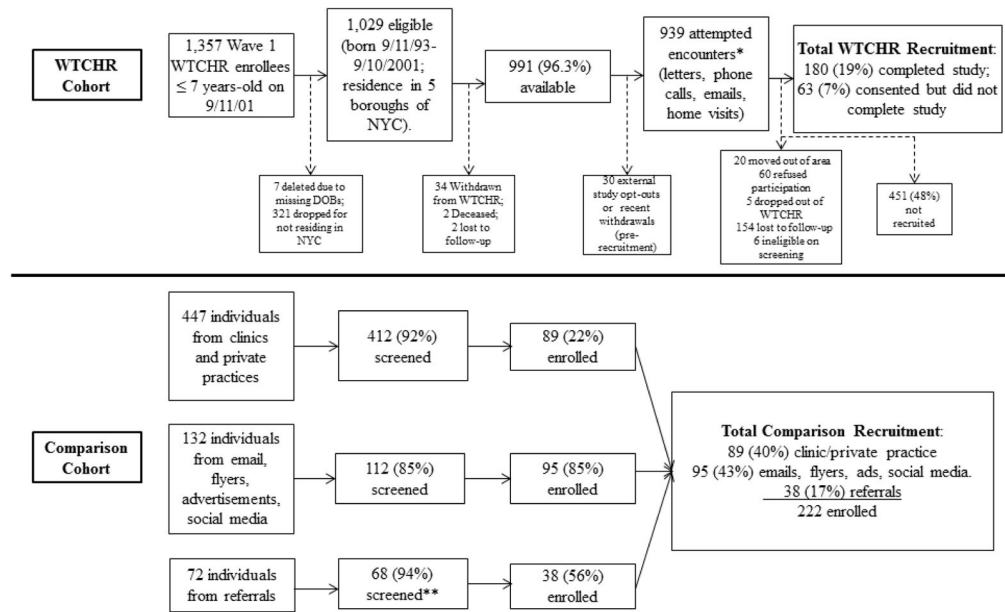 WTCHR
Cohort
1,357 Wave 1
WTCHR enrollees
≤ 7 years-old on
9/11/01
1,029 eligible
(born 9/11/93-
9/10/2001;
residence in 5
boroughs of
NYC).
991 (96.3%)
available
939 attempted
encounters*
(letters, phone
calls, emails,
home visits)
Total WTCHR Recruitment:
180 (19%) completed study;
63 (7%) consented but did not
complete study
7 deleted due to
missing DOBs;
321 dropped for
not residing in
NYC
34 Withdrawn
from WTCHR;
2 Deceased;
2 lost to
follow-up
30 external
study opt-outs
or recent
withdrawals
(pre-
recruitment)
20 moved out of area
60 refused
participation
5 dropped out of
WTCHR
154 lost to follow-up
6 ineligible on
screening
451 (48%)
not
recruited
Comparison
Cohort
447 individuals
from clinics
and private
practices
412 (92%)
screened
89 (22%)
enrolled
132 individuals
from email,
flyers,
advertisements,
social media
112 (85%)
screened
95 (85%)
enrolled
72 individuals
from referrals
68 (94%)
screened**
38 (56%)
enrolled
Total Comparison Recruitment:
89 (40%) clinic/private practice
95 (43%) emails, flyers, ads, social media.
38 (17%) referrals
222 enrolled